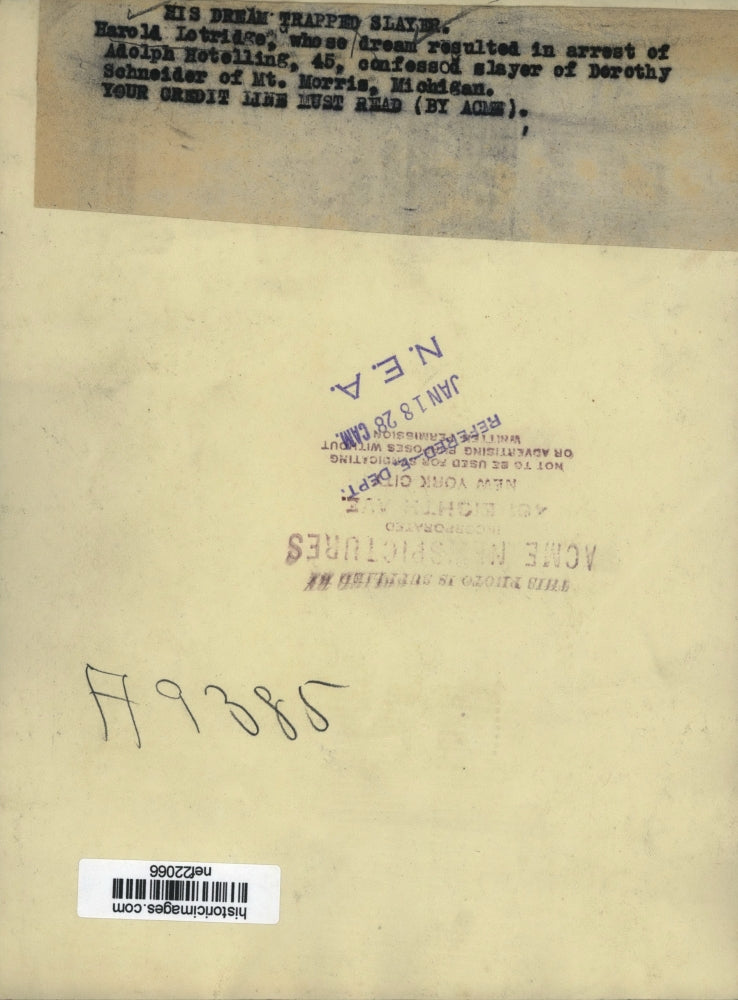 HIS DREAM TRAPPED SLAYER.
Harold Lotridge, whose dream resulted in arrest of
Adolph Hotelling, 45, confessed slayer of Dorothy
Schneider of Mt. Morris, Michigan.
YOUR CREDIT LINE MUST READ (BY ACME).
N. E. A.
JAN 18 28 CAM.
REFERED-E DEPT.
THIS PHOTO IS SUPPLIED BY
ACME NEWSPICTURES
INCORPORATED
461 EIGHTH AVE
NEW YORK CITY
NOT TO BE USED FOR SYNDICATING
OR ADVERTISING PURPOSES WITHOUT
WRITTEN PERMISSION
A9385
historicimages.com
nef22066